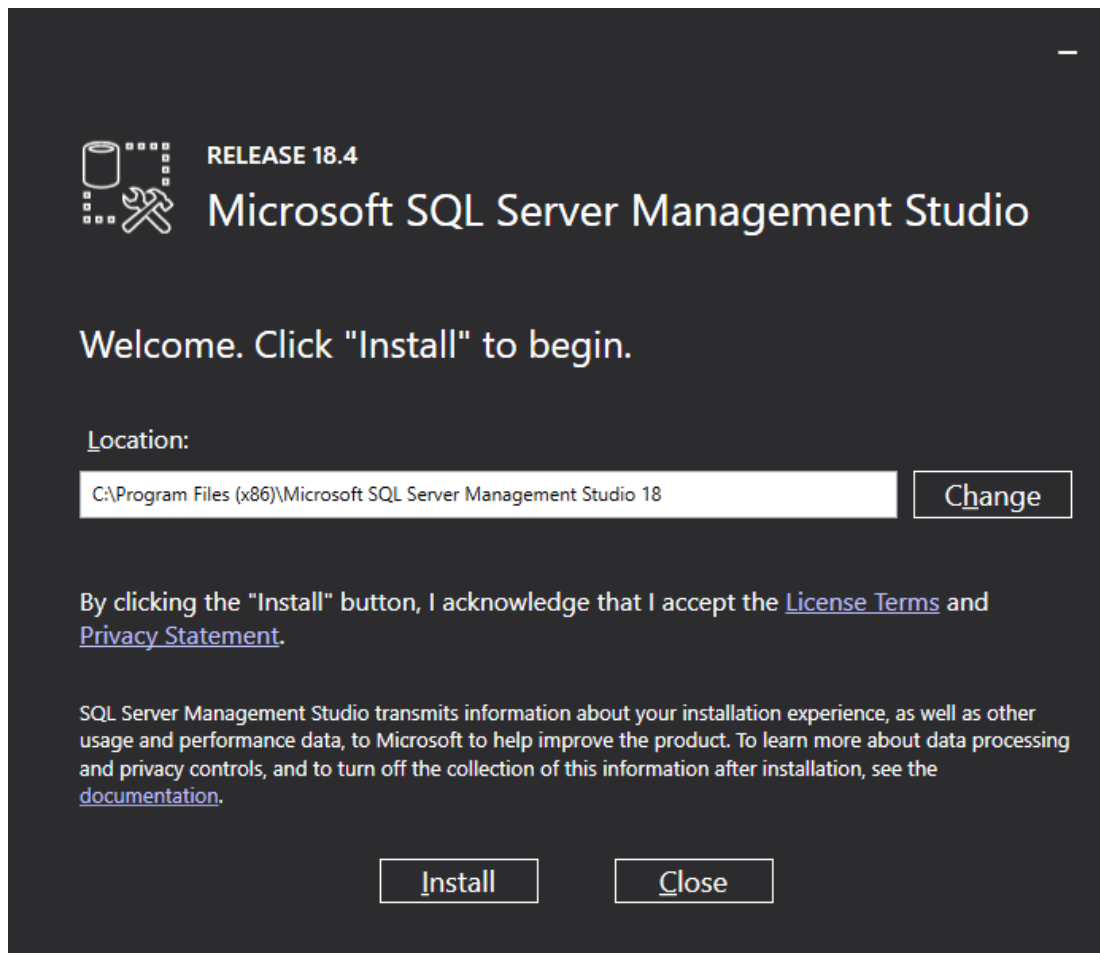 RELEASE 18.4
Microsoft SQL Server Management Studio
Welcome. Click "Install" to begin.
Location:
C:\Program Files (x86)\Microsoft SQL Server Management Studio 18
Change
By clicking the "Install" button, I acknowledge that I accept the License Terms and
Privacy Statement.
SQL Server Management Studio transmits information about your installation experience, as well as other
usage and performance data, to Microsoft to help improve the product. To learn more about data processing
and privacy controls, and to turn off the collection of this information after installation, see the
documentation.
Install
Close